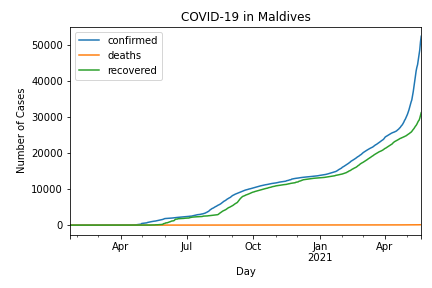 COVID-19 in Maldives
confirmed
deaths
recovered
Number of Cases
50000
40000
30000
20000
10000
0
Apr
Jul
Oct
Jan
2021
Apr
Day